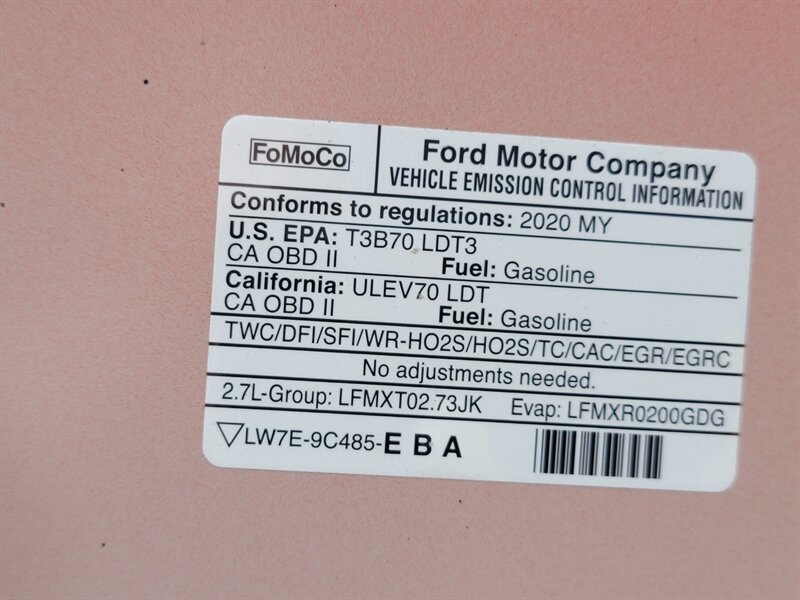 FoMoCo
Ford Motor Company
VEHICLE EMISSION CONTROL INFORMATION
Conforms to regulations: 2020 MY
U.S. EPA: T3B70 LDT3
CA OBD II Fuel: Gasoline
California: ULEV70 LDT
CA OBD II Fuel: Gasoline
TWC/DFI/SFI/WR-HO2S/HO2S/TC/CAC/EGR/EGRC
No adjustments needed.
2.7L-Group: LFMXT02.73JK Evap: LFMXR0200GDG
▽LW7E-9C485-E B A